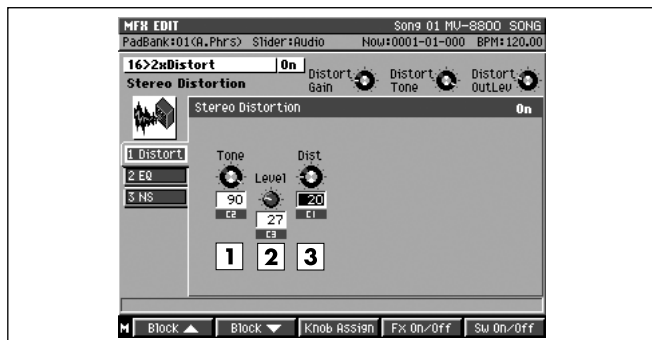 MFX EDIT Song 01 MV-8800 SONG
PadBank:01(A.Phrs) Slider:Audio Now:0001-01-000 BPM:120.00
16>2xDistort On
Stereo Distortion
Distort Gain
Distort Tone
Distort OutLev
Stereo Distortion On
1 Distort
2 EQ
3 NS
Tone Level Dist
90 27 20
C2 C3 C1
1 2 3
M Block ▲ Block ▼ Knob Assign Fx On/Off Sw On/Off